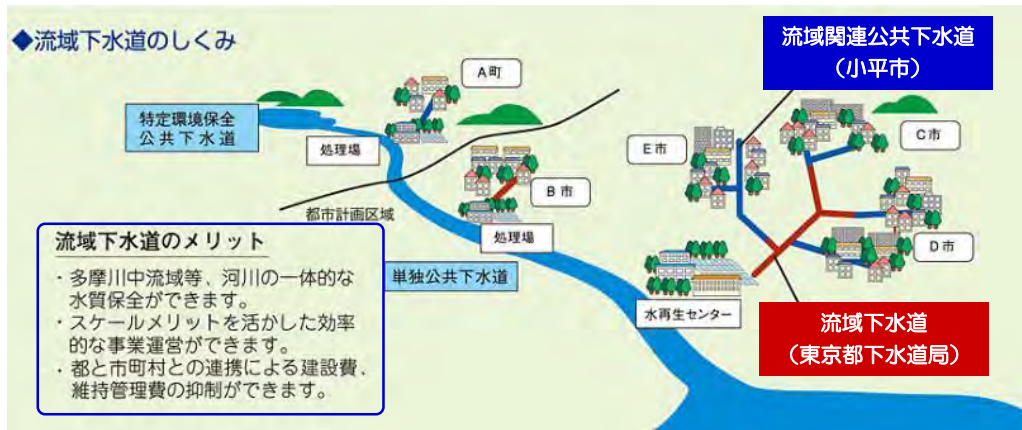 ◆流域下水道のしくみ
流域関連公共下水道
（小平市）
A町
特定環境保全
公共下水道
処理場
C市
E市
B市
都市計画区域
処理場
D市
単独公共下水道
水再生センター
流域下水道
（東京都下水道局）
流域下水道のメリット
・多摩川中流域等、河川の一体的な
水質保全ができます。
・スケールメリットを活かした効率
的な事業運営ができます。
・都と市町村との連携による建設費、
維持管理費の抑制ができます。